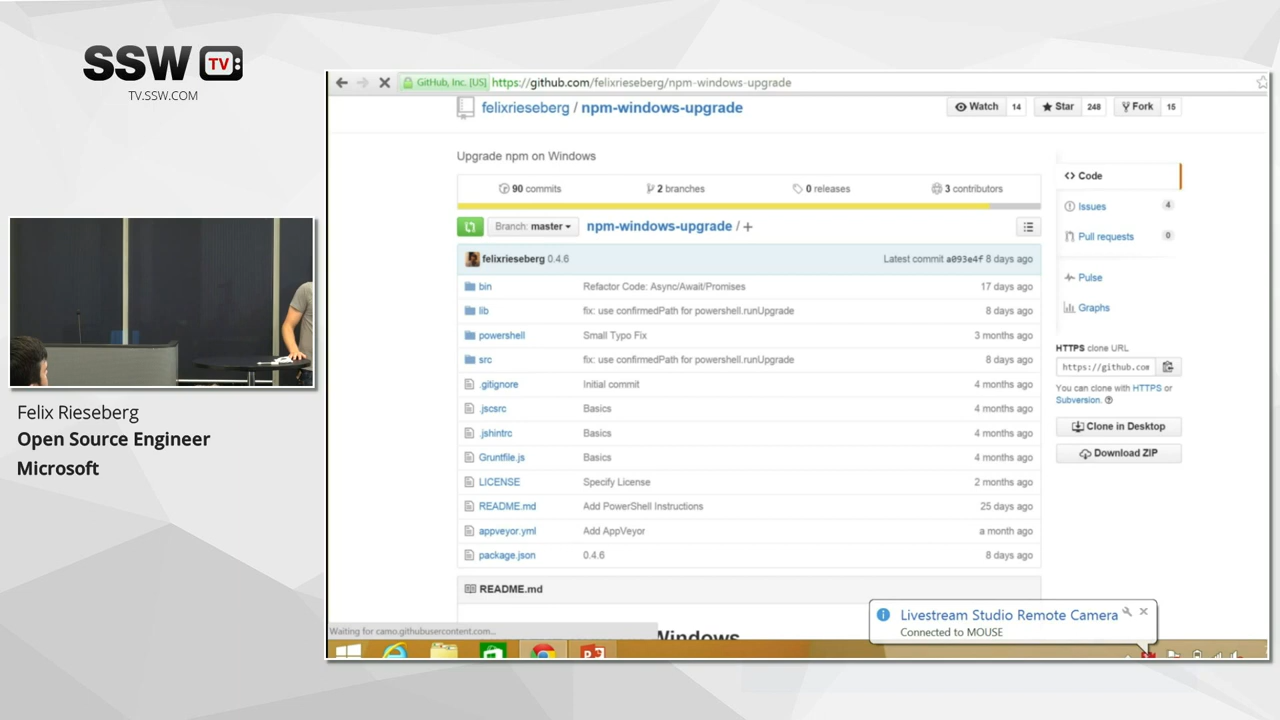 SSW TV:
TV.SSW.COM
GitHub, Inc. [US] https://github.com/felixrieseberg/npm-windows-upgrade
felixrieseberg / npm-windows-upgrade
Watch 14 Star 248 Fork 15
Upgrade npm on Windows
90 commits 2 branches 0 releases 3 contributors
Branch: master npm-windows-upgrade / +
felixrieseberg 0.4.6 Latest commit a093e4f 8 days ago
bin Refactor Code: Async/Await/Promises 17 days ago
lib fix: use confirmedPath for powershell.runUpgrade 8 days ago
powershell Small Typo Fix 3 months ago
src fix: use confirmedPath for powershell.runUpgrade 8 days ago
.gitignore Initial commit 4 months ago
.jscsrc Basics 4 months ago
.jshintrc Basics 4 months ago
Gruntfile.js Basics 4 months ago
LICENSE Specify License 2 months ago
README.md Add PowerShell Instructions 25 days ago
appveyor.yml Add AppVeyor a month ago
package.json 0.4.6 8 days ago
README.md
Windows
Waiting for camo.githubusercontent.com...
<> Code
Issues 4
Pull requests 0
Pulse
Graphs
HTTPS clone URL
https://github.com
You can clone with HTTPS or
Subversion.
Clone in Desktop
Download ZIP
Livestream Studio Remote Camera
Connected to MOUSE
Felix Rieseberg
Open Source Engineer
Microsoft